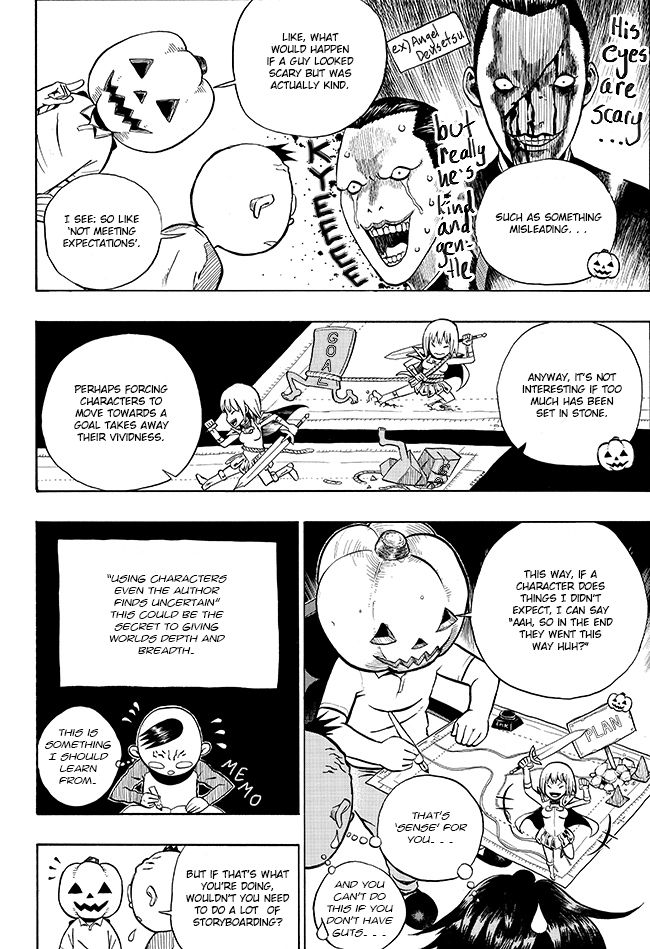 His
eyes
are
scary
...
ex) Angel
Densetsu
LIKE, WHAT
WOULD HAPPEN
IF A GUY LOOKED
SCARY BUT WAS
ACTUALLY KIND.
but
really
he's
kind
and
gen-
tle
KYEEEEE
SUCH AS SOMETHING
MISLEADING. . .
I SEE; SO LIKE
'NOT MEETING
EXPECTATIONS'.
ANYWAY, IT'S NOT
INTERESTING IF TOO
MUCH HAS BEEN
SET IN STONE.
GOAL
PERHAPS FORCING
CHARACTERS TO
MOVE TOWARDS A
GOAL TAKES AWAY
THEIR VIVIDNESS.
THIS WAY, IF A
CHARACTER DOES
THINGS I DIDN'T
EXPECT, I CAN SAY
"AAH, SO IN THE END
THEY WENT THIS
WAY HUH?"
Ink!
PLAN
THAT'S
'SENSE' FOR
YOU. . .
AND YOU
CAN'T DO
THIS IF YOU
DON'T HAVE
GUTS. . .
"USING CHARACTERS
EVEN THE AUTHOR
FINDS UNCERTAIN"
THIS COULD BE THE
SECRET TO GIVING
WORLDS DEPTH AND
BREADTH...
THIS IS
SOMETHING
I SHOULD
LEARN
FROM...
MEMO
BUT IF THAT'S WHAT
YOU'RE DOING,
WOULDN'T YOU NEED
TO DO A LOT OF
STORYBOARDING?